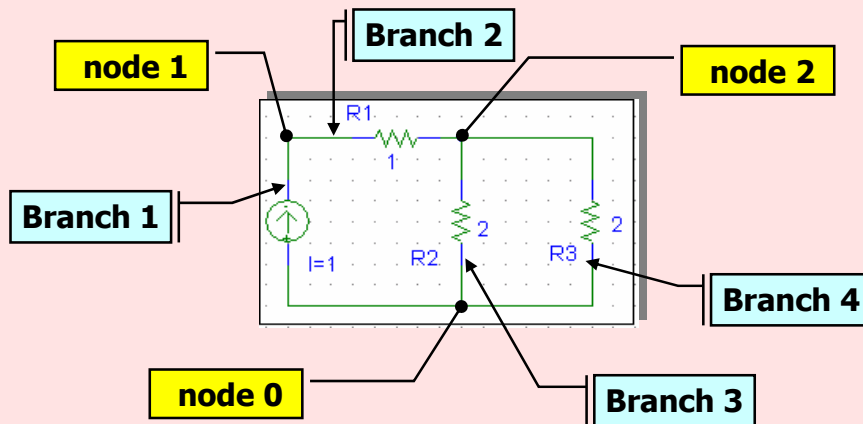 Branch 2
node 1
node 2
R1
1
Branch 1
2
2
R2
R3
I=1
Branch 4
node 0
Branch 3